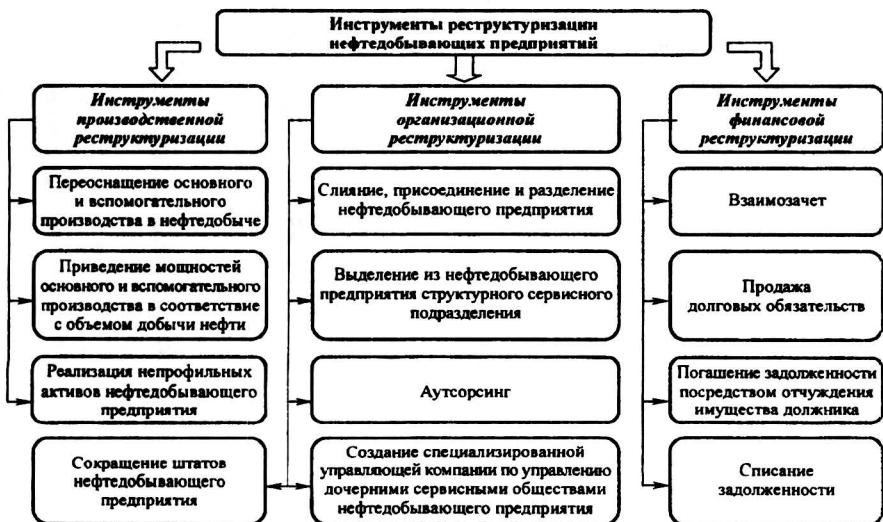 Инструменты реструктуризации
нефтедобывающих предприятий
Инструменты
производственной
реструктуризации
Переоснащение основного
и вспомогательного
производства в нефтедобыче
Приведение мощностей
основного и вспомогательного
производства в соответствие
с объемом добычи нефти
Реализация непрофильных
активов нефтедобывающего
предприятия
Сокращение штатов
нефтедобывающего
предприятия
Инструменты
организационной
реструктуризации
Слияние, присоединение и разделение
нефтедобывающего предприятия
Выделение из нефтедобывающего
предприятия структурного сервисного
подразделения
Аутсорсинг
Создание специализированной
управляющей компании по управлению
дочерними сервисными обществами
нефтедобывающего предприятия
Инструменты
финансовой
реструктуризации
Взаимозачет
Продажа
долговых обязательств
Погашение задолженности
посредством отчуждения
имущества должника
Списание
задолженности